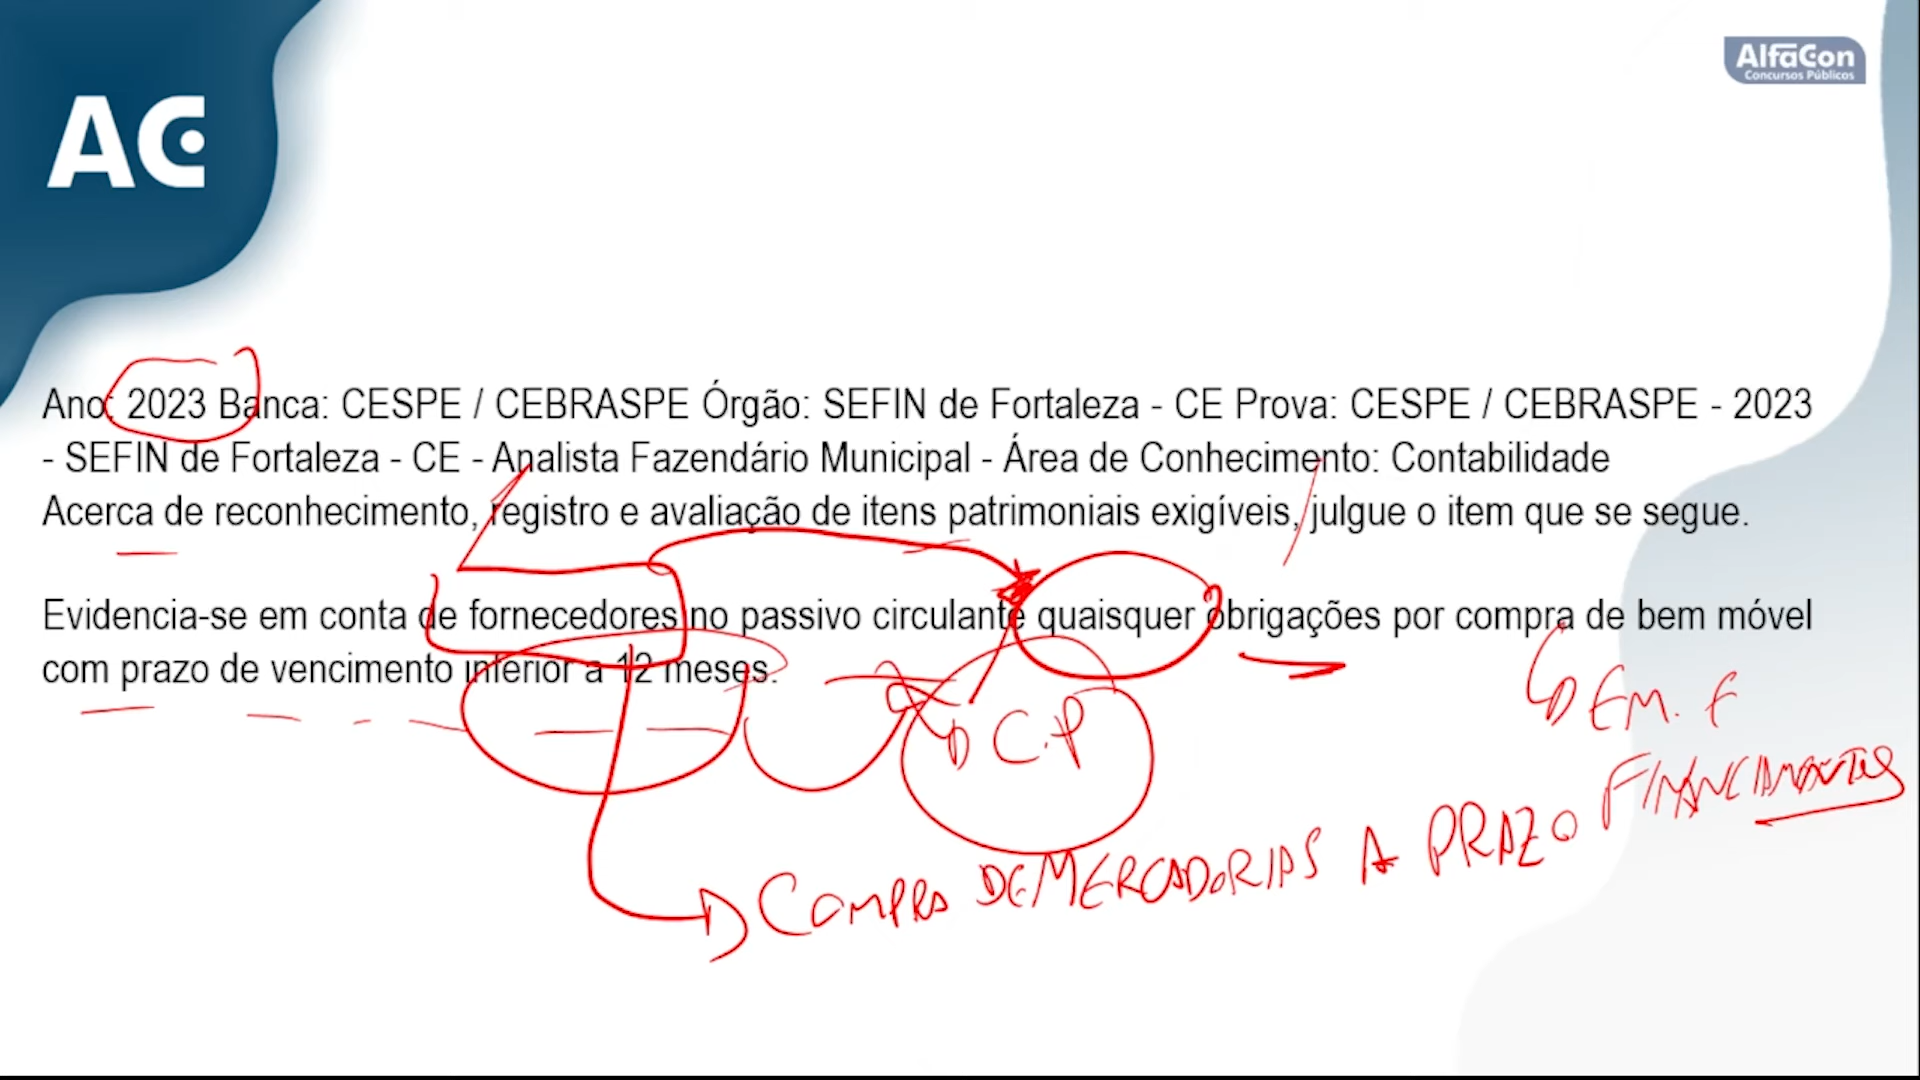 AC
AlfaCon
Concursos Públicos
Ano: 2023 Banca: CESPE / CEBRASPE Órgão: SEFIN de Fortaleza - CE Prova: CESPE / CEBRASPE - 2023
- SEFIN de Fortaleza - CE - Analista Fazendário Municipal - Área de Conhecimento: Contabilidade
Acerca de reconhecimento, registro e avaliação de itens patrimoniais exigíveis, julgue o item que se segue.
Evidencia-se em conta de fornecedores no passivo circulante quaisquer obrigações por compra de bem móvel
com prazo de vencimento inferior a 12 meses.
C.P
EM. E
FINANCIAMENTOS
COMPRA DE MERCADORIAS A PRAZO